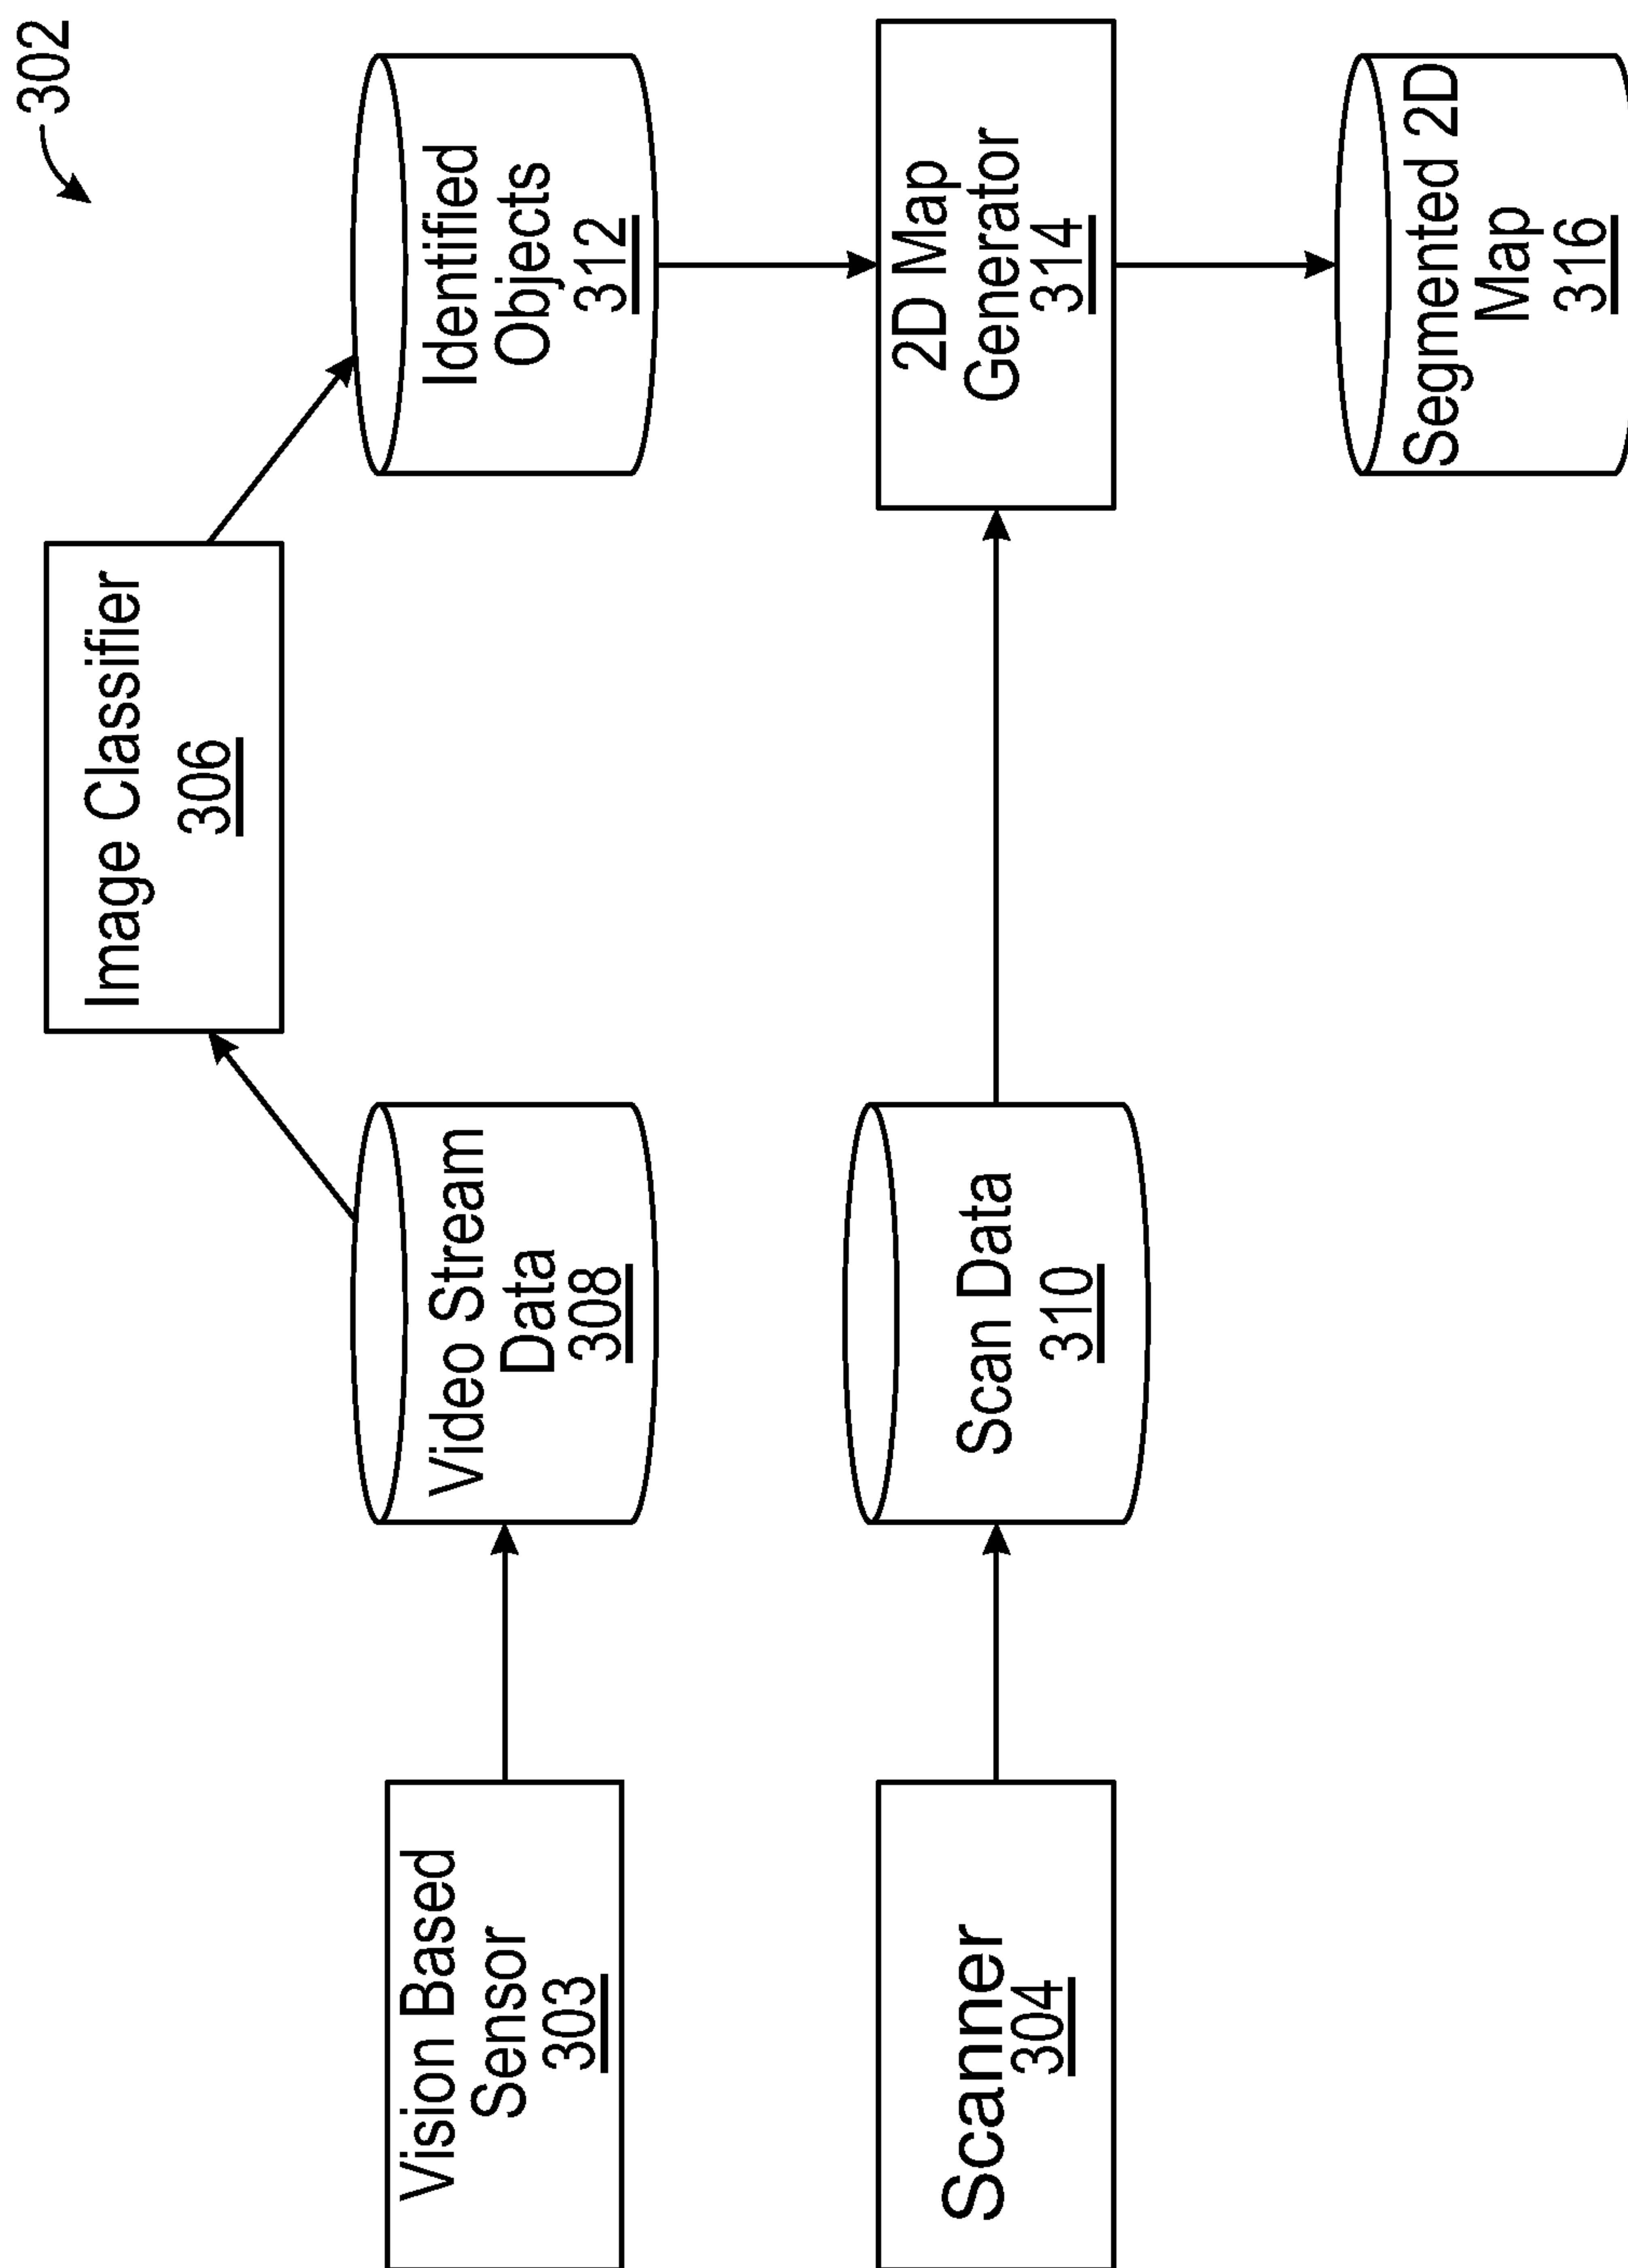 302
Image Classifier
306
Vision Based
Sensor
303
Video Stream
Data
308
Identified
Objects
312
Scanner
304
Scan Data
310
2D Map
Generator
314
Segmented 2D
Map
316